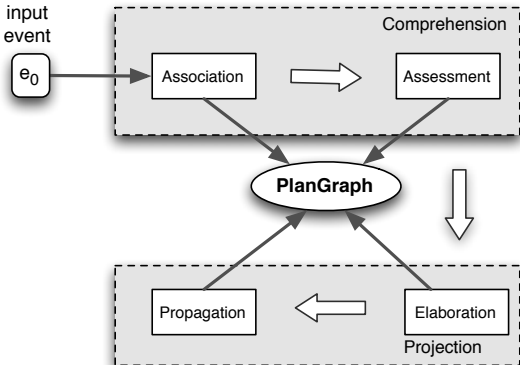 input
event
e0
Comprehension
Association
Assessment
PlanGraph
Propagation
Elaboration
Projection